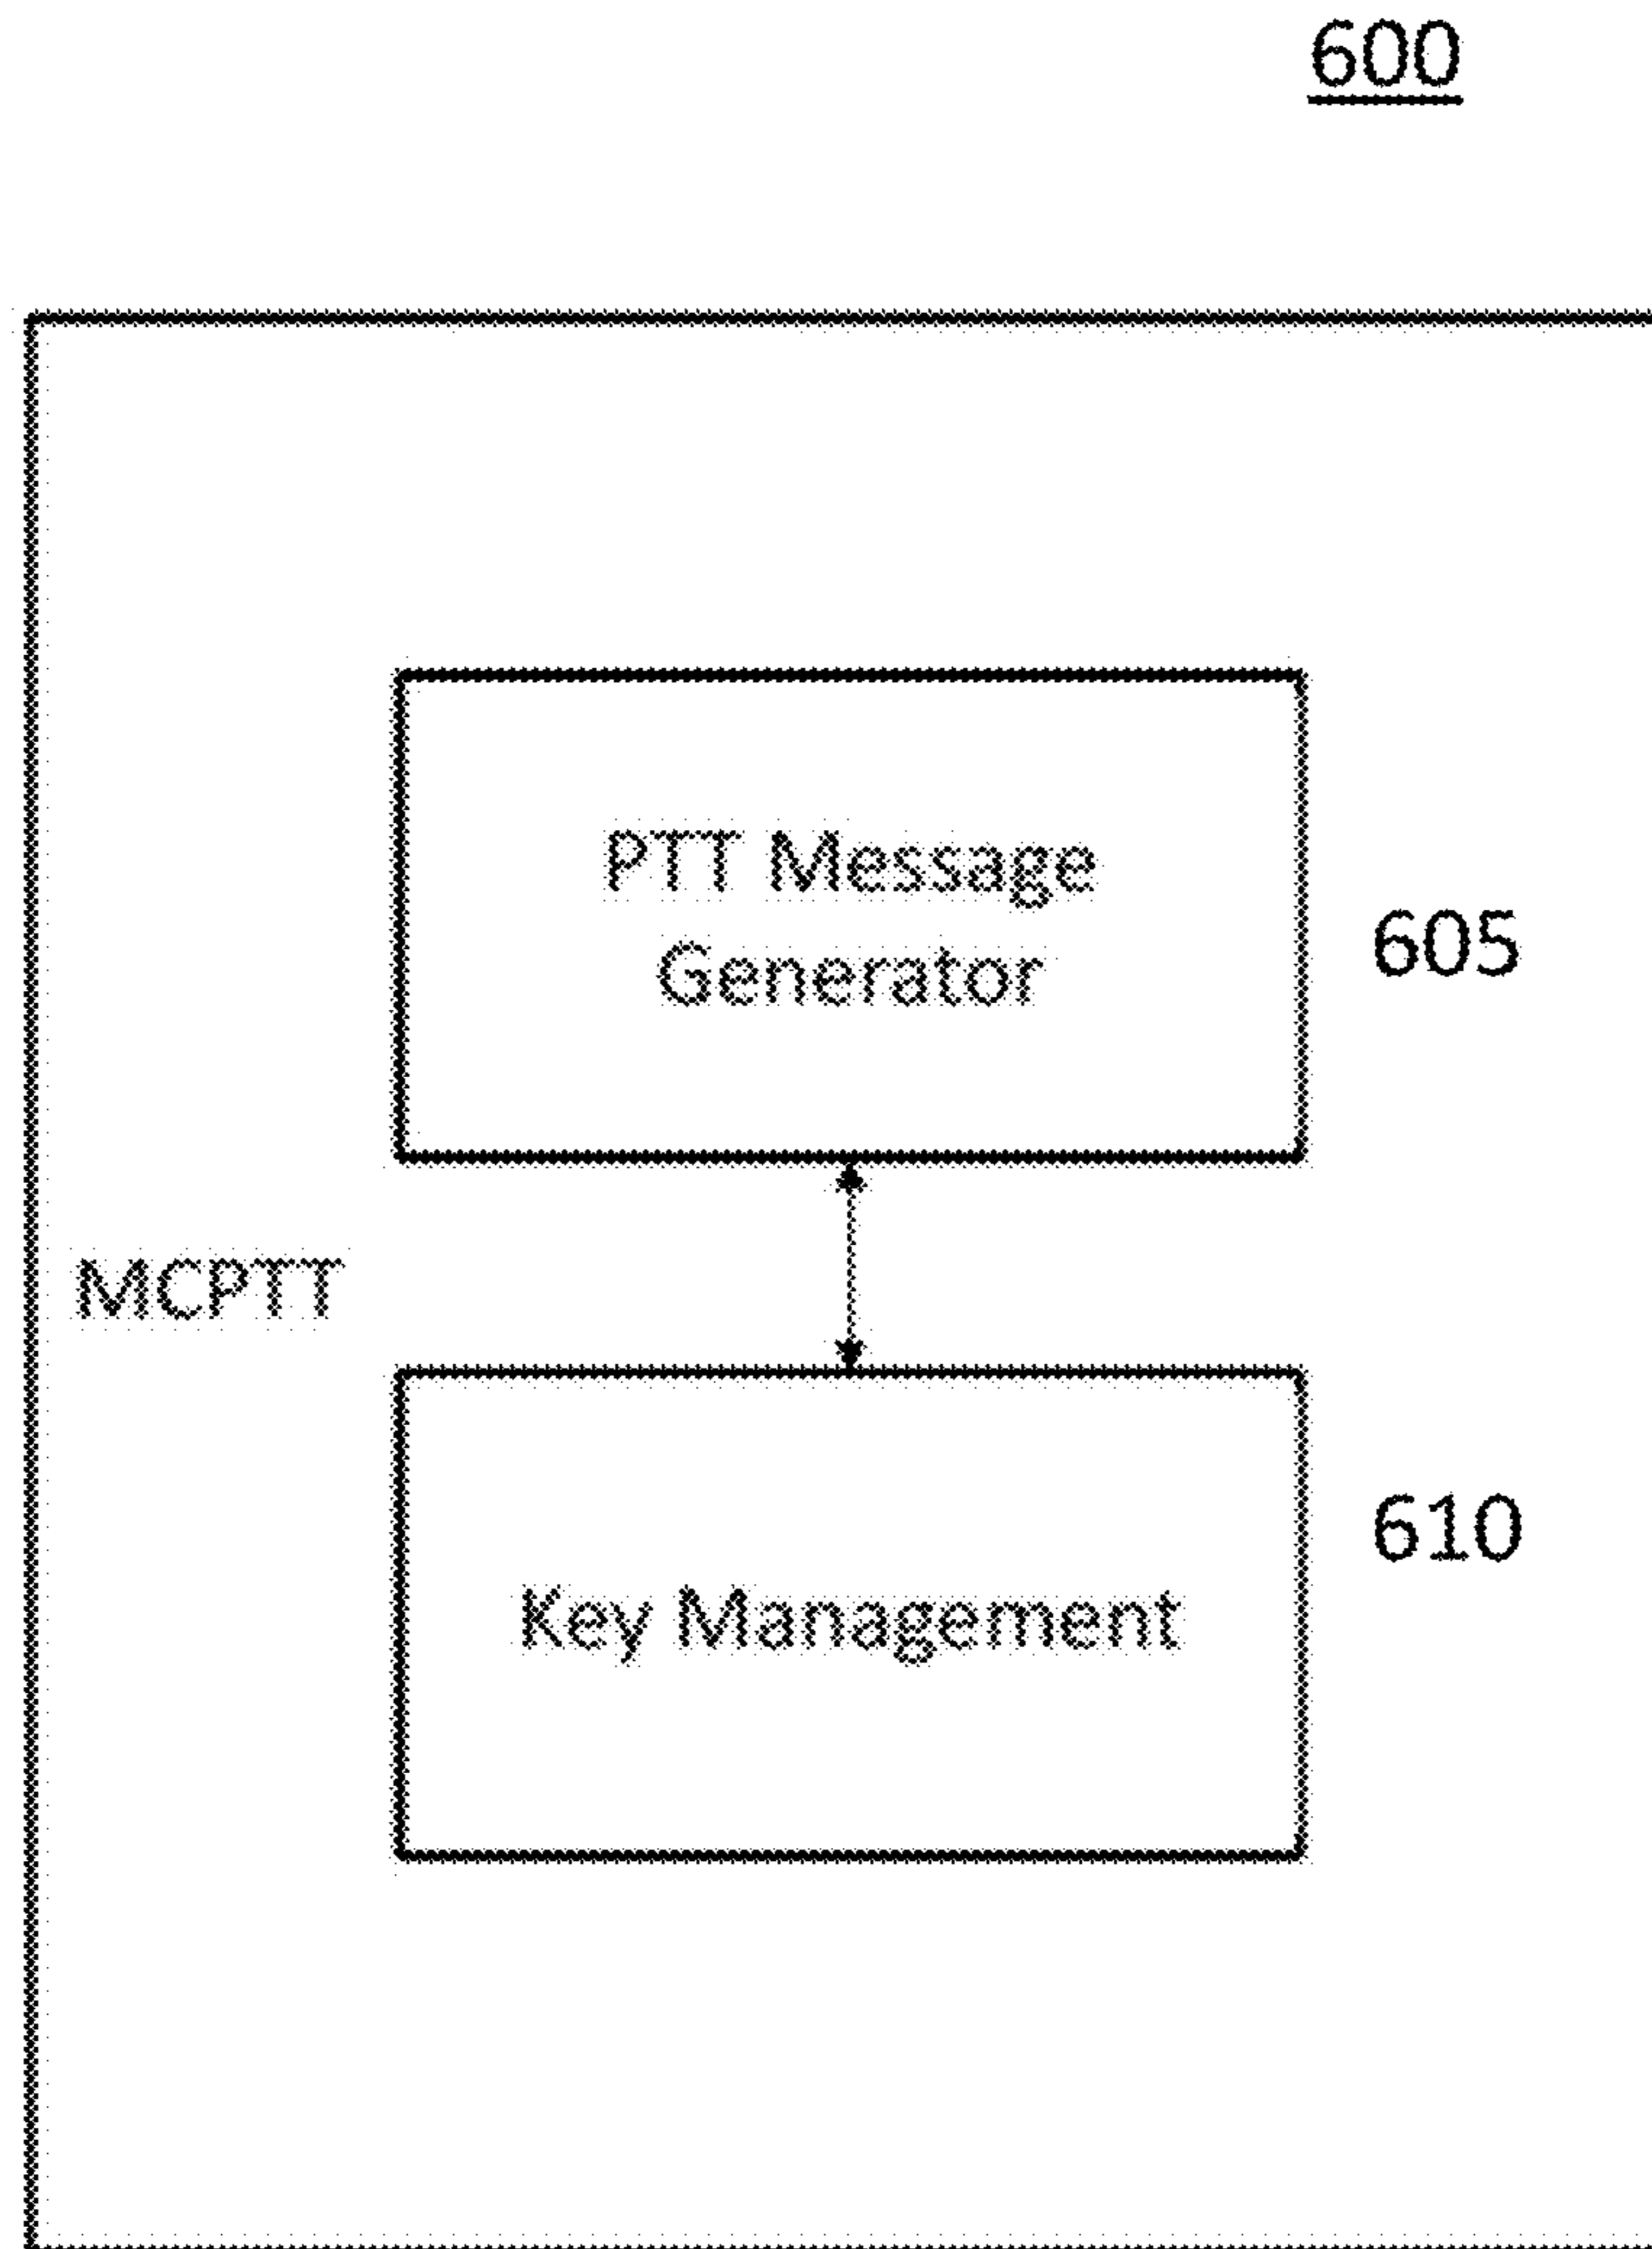 600
PTT Message
Generator
605
MCPTT
610
Key Management